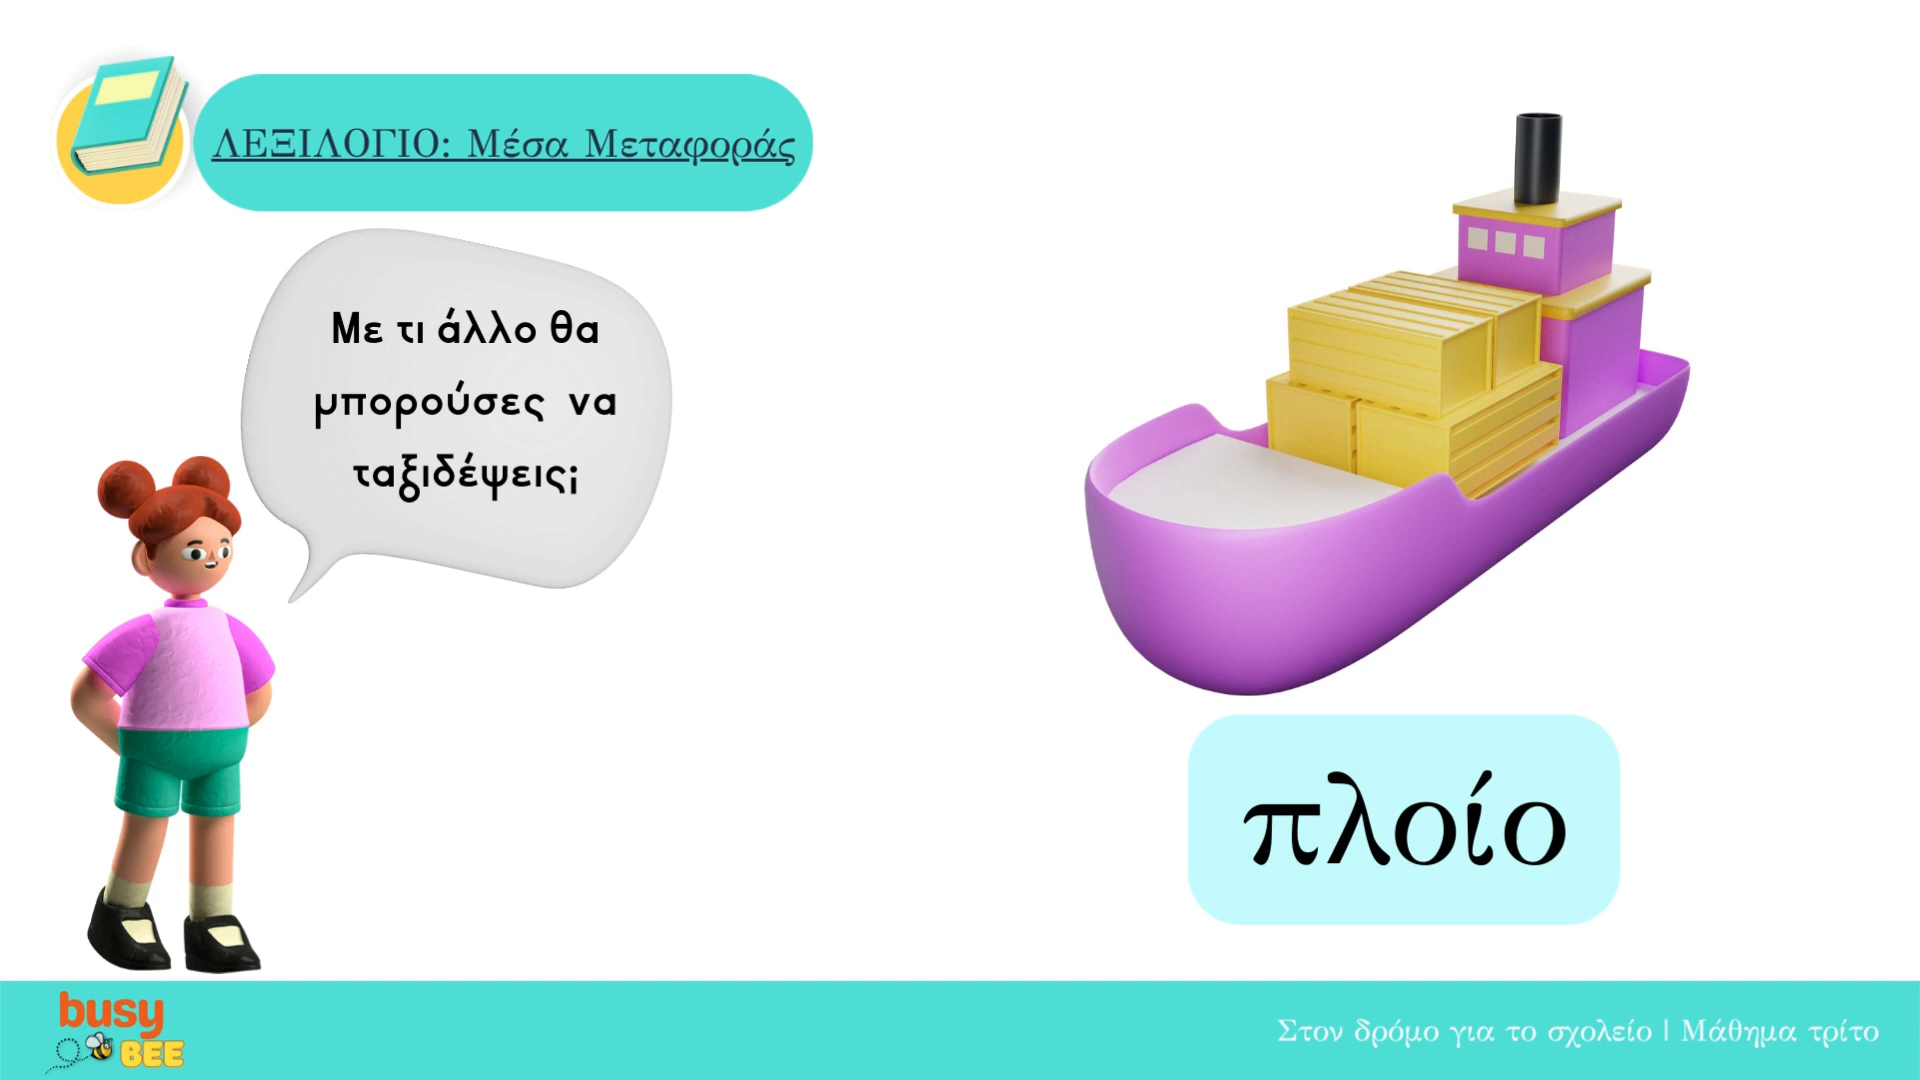 ΛΕΞΙΛΟΓΙΟ: Μέσα Μεταφοράς
Με τι άλλο θα
μπορούσες να
ταξιδέψεις;
πλοίο
busy
BEE
Στον δρόμο για το σχολείο | Μάθημα τρίτο